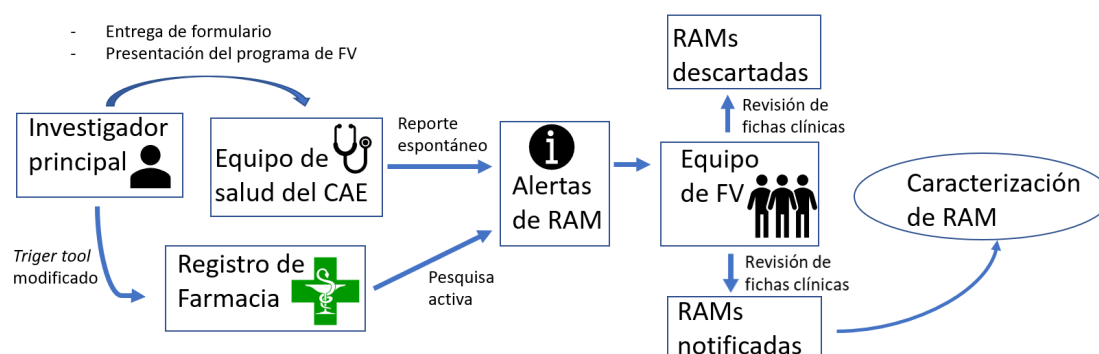 - Entrega de formulario
- Presentación del programa de FV
Investigador
principal
Equipo de
salud del CAE
Reporte
espontáneo
Triger tool
modificado
Registro de
Farmacia
Pesquisa
activa
Alertas
de RAM
RAMs
descartadas
Revisión de
fichas clínicas
Equipo
de FV
Revisión de
fichas clínicas
RAMs
notificadas
Caracterización
de RAM